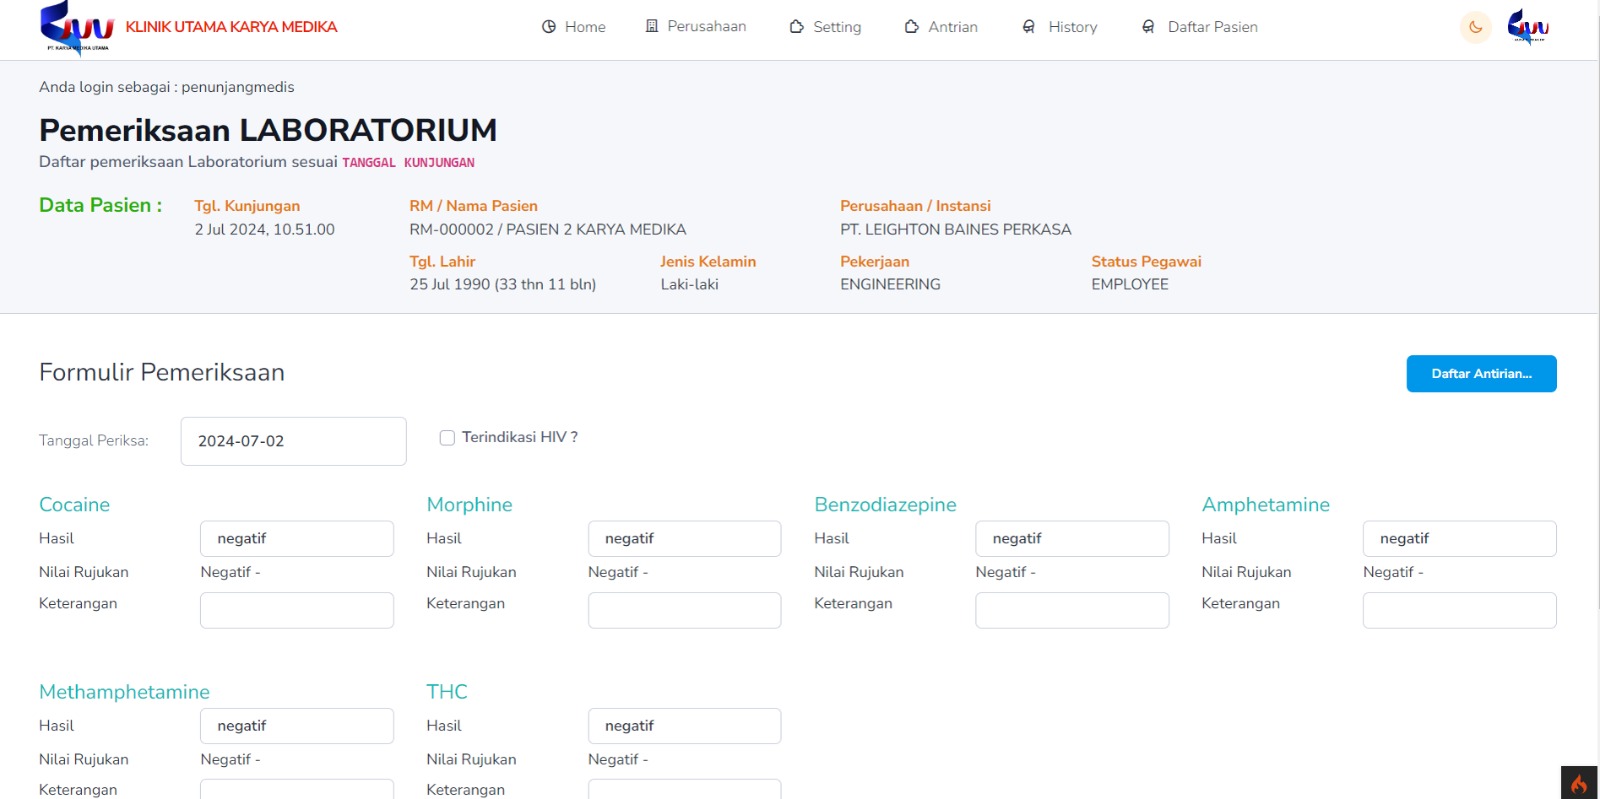 PT. KARYA MEDIKA UTAMA
KLINIK UTAMA KARYA MEDIKA
Home
Perusahaan
Setting
Antrian
History
Daftar Pasien
Anda login sebagai : penunjangmedis
Pemeriksaan LABORATORIUM
Daftar pemeriksaan Laboratorium sesuai TANGGAL KUNJUNGAN
Data Pasien :
Tgl. Kunjungan
2 Jul 2024, 10.51.00
RM / Nama Pasien
RM-000002 / PASIEN 2 KARYA MEDIKA
Perusahaan / Instansi
PT. LEIGHTON BAINES PERKASA
Tgl. Lahir
25 Jul 1990 (33 thn 11 bln)
Jenis Kelamin
Laki-laki
Pekerjaan
ENGINEERING
Status Pegawai
EMPLOYEE
Formulir Pemeriksaan
Daftar Antirian...
Tanggal Periksa:
2024-07-02
Terindikasi HIV ?
Cocaine
Hasil
negatif
Nilai Rujukan
Negatif -
Keterangan
Morphine
Hasil
negatif
Nilai Rujukan
Negatif -
Keterangan
Benzodiazepine
Hasil
negatif
Nilai Rujukan
Negatif -
Keterangan
Amphetamine
Hasil
negatif
Nilai Rujukan
Negatif -
Keterangan
Methamphetamine
Hasil
negatif
Nilai Rujukan
Negatif -
Keterangan
THC
Hasil
negatif
Nilai Rujukan
Negatif -
Keterangan